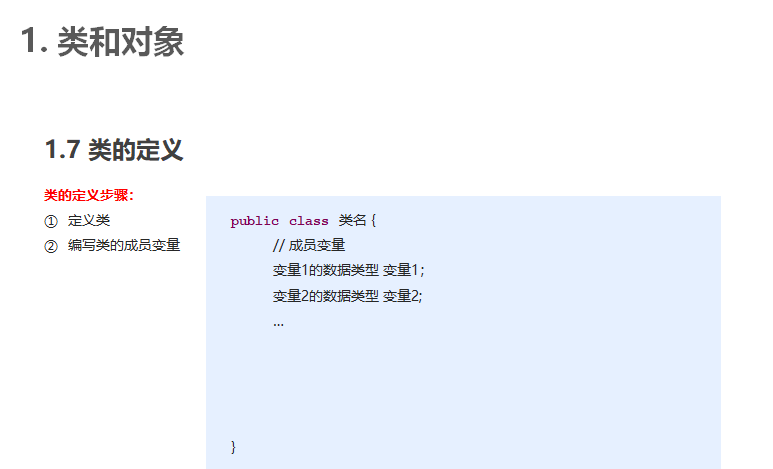 1. 类和对象
1.7 类的定义
类的定义步骤：
① 定义类
② 编写类的成员变量
public class 类名 {
// 成员变量
变量1的数据类型 变量1；
变量2的数据类型 变量2;
...
}